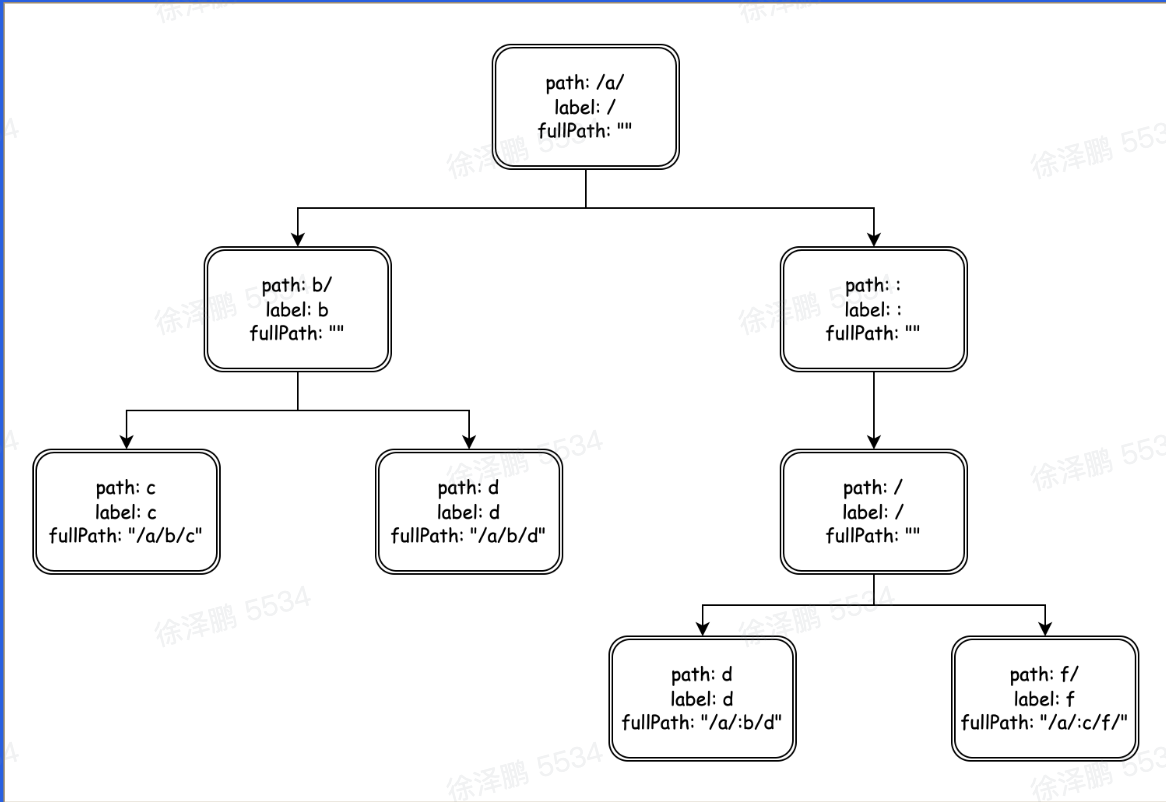 path: /a/
label: /
fullPath: ""
path: b/
label: b
fullPath: ""
path: :
label: :
fullPath: ""
path: c
label: c
fullPath: "/a/b/c"
path: d
label: d
fullPath: "/a/b/d"
path: /
label: /
fullPath: ""
path: d
label: d
fullPath: "/a/:b/d"
path: f/
label: f
fullPath: "/a/:c/f/"
徐泽鹏 5534